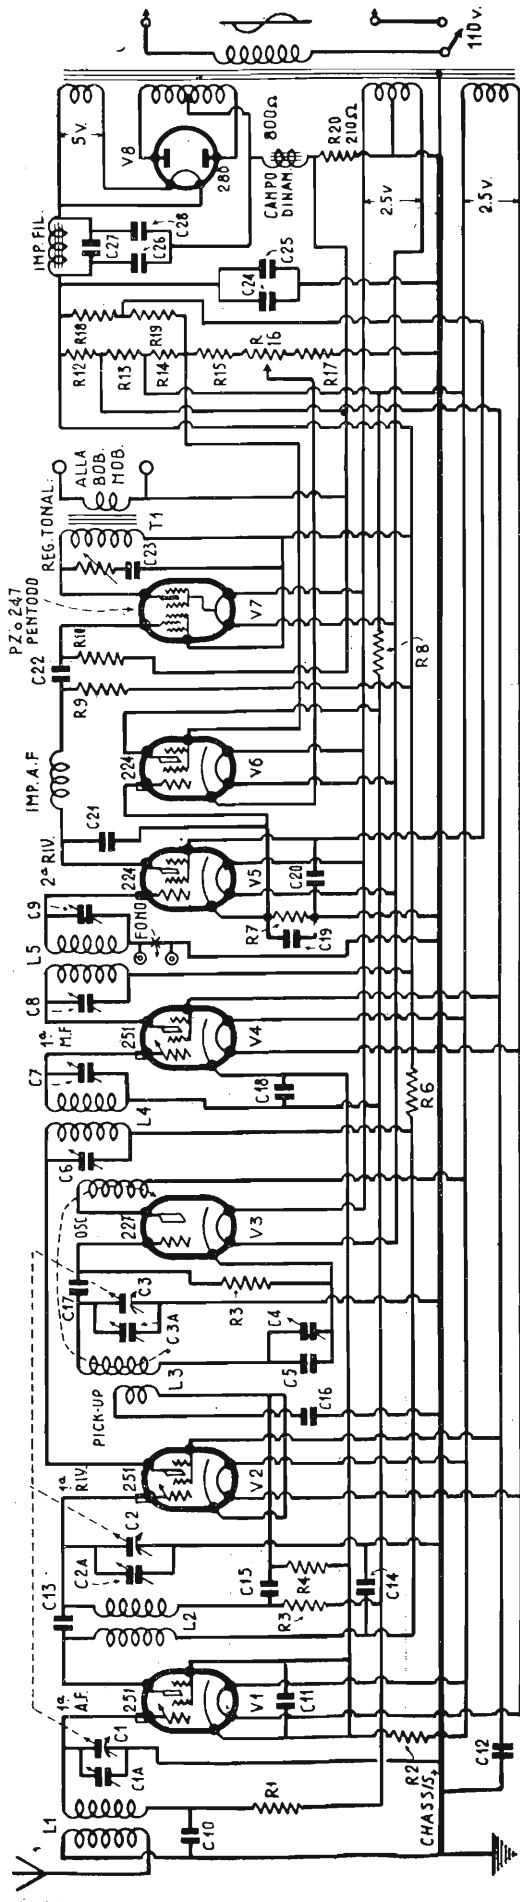 110 v.
5 v.
V8
280
800Ω
CAMPO
DINAM.
R20
210Ω
2.5 v.
2.5 v.
IMP. FIL.
C27
C26
C28
C24
C25
R18
R19
R12
R13
R14
R15
R
16
R17
ALLA
BOB.
MOB.
REG. TONAL:
T1
C23
PZ ó 247
PENTODO
V7
C22
R10
R9
R8
IMP. A.F
224
V6
C21
2ª RIV.
224
V5
C20
FONO
R7
C19
C9
L5
C8
1ª
M.F
251
V4
C7
L4
C18
R6
C6
OSC
227
V3
C17
C3
C3A
R3
C4
C5
L3
C16
PICK-UP
1ª
RIV.
251
V2
C2
C2A
C13
C15
R4
R3
C14
L2
1ª
A.F.
251
V1
C11
C1
C1A
L1
C10
R1
R2
CHASSIS
C12